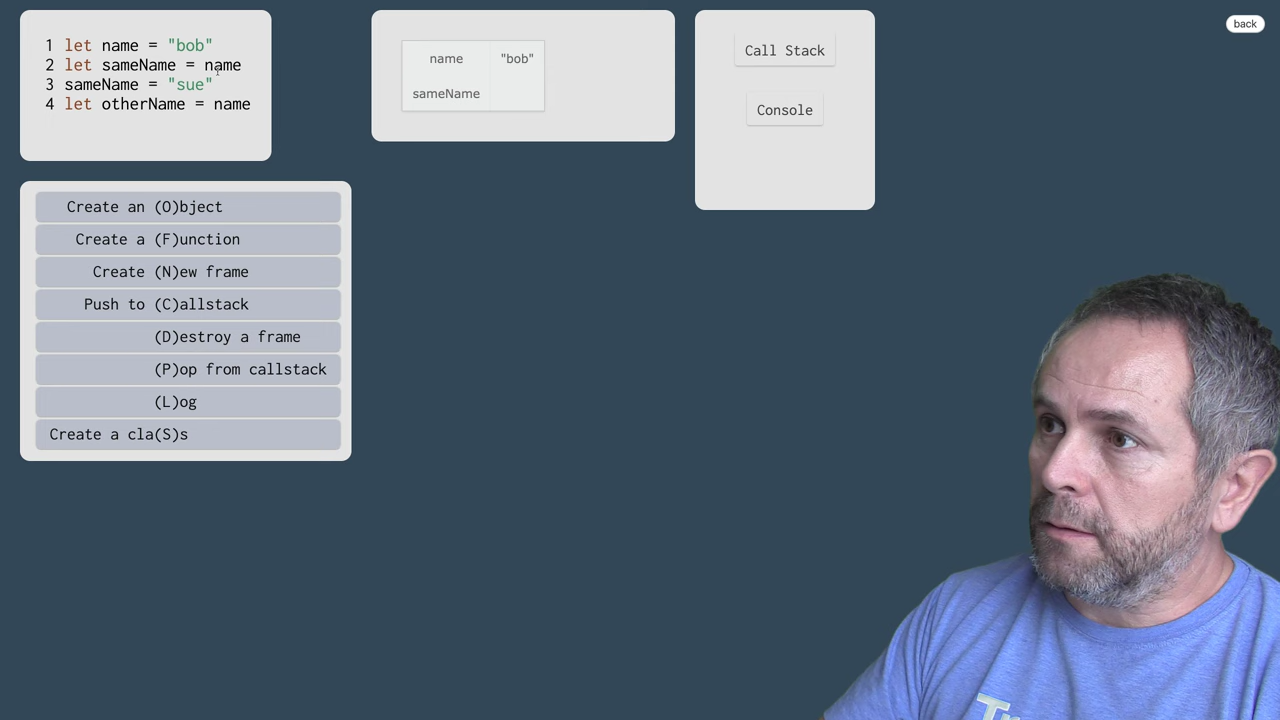 1 let name = "bob"
2 let sameName = name
3 sameName = "sue"
4 let otherName = name
name "bob"
sameName
Call Stack
Console
back
Create an (O)bject
Create a (F)unction
Create (N)ew frame
Push to (C)allstack
(D)estroy a frame
(P)op from callstack
(L)og
Create a cla(S)s